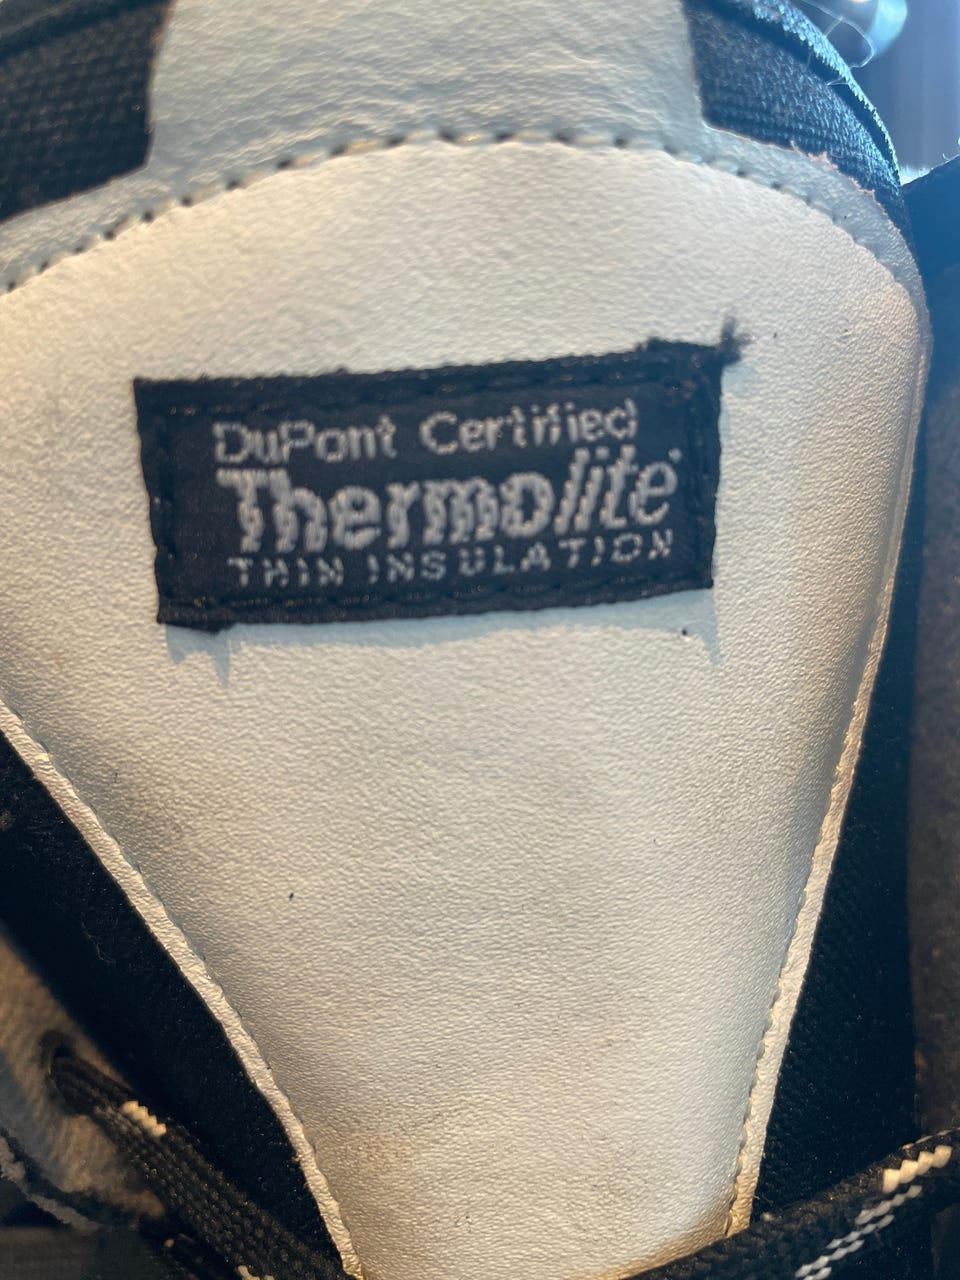 DuPont Certified
Thermolite
THIN INSULATION